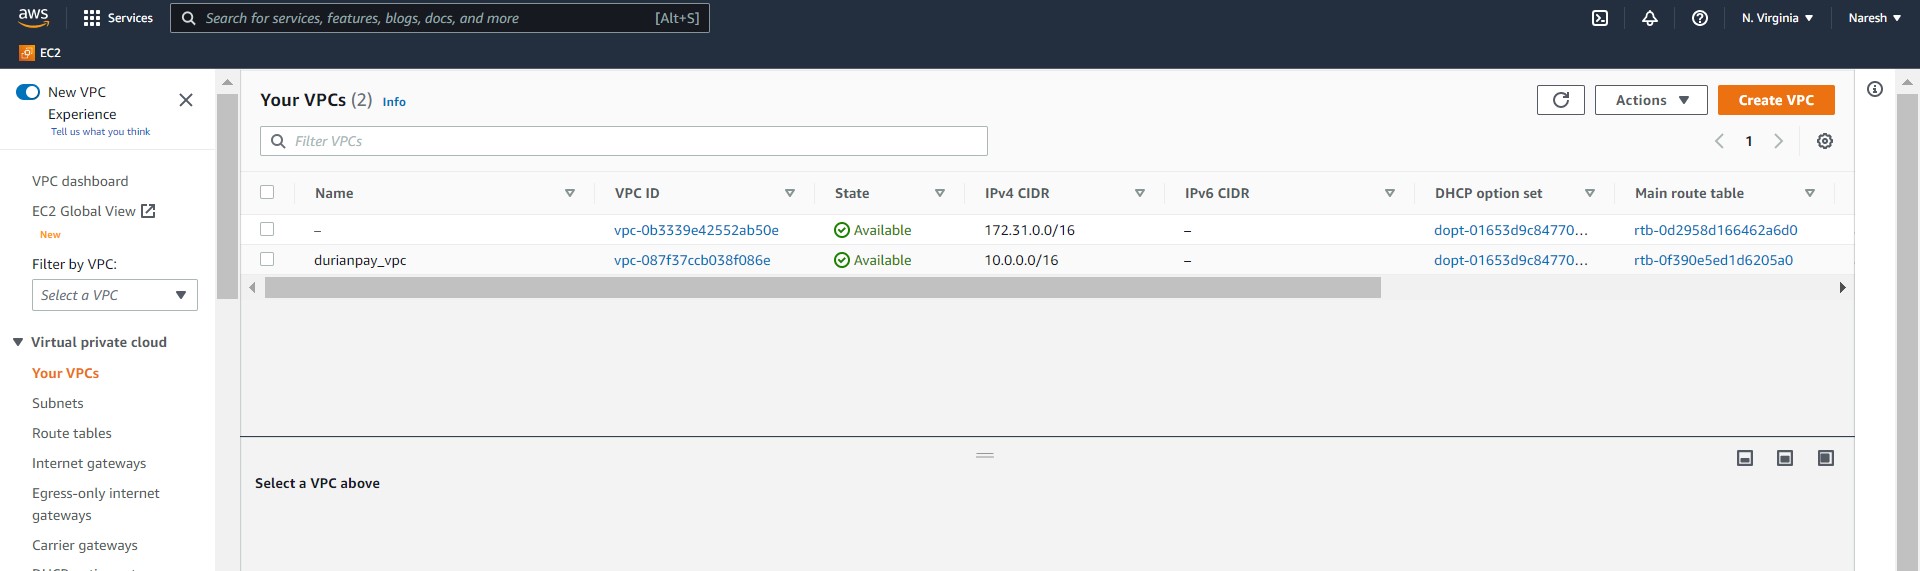 aws
Services
Search for services, features, blogs, docs, and more
[Alt+S]
N. Virginia
Naresh
EC2
New VPC
Experience
Tell us what you think
VPC dashboard
EC2 Global View
New
Filter by VPC:
Select a VPC
Virtual private cloud
Your VPCs
Subnets
Route tables
Internet gateways
Egress-only internet
gateways
Carrier gateways
Your VPCs (2) Info
Actions
Create VPC
Filter VPCs
1
Name VPC ID State IPv4 CIDR IPv6 CIDR DHCP option set Main route table
– vpc-0b3339e42552ab50e Available 172.31.0.0/16 – dopt-01653d9c84770... rtb-0d2958d166462a6d0
durianpay_vpc vpc-087f37ccb038f086e Available 10.0.0.0/16 – dopt-01653d9c84770... rtb-0f390e5ed1d6205a0
Select a VPC above